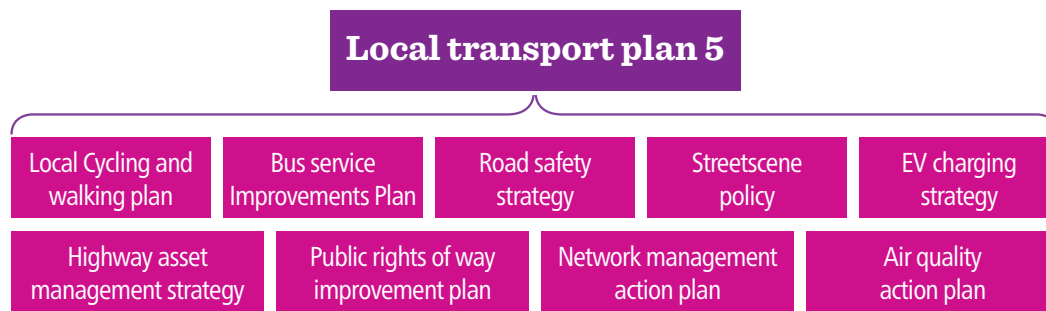 Local transport plan 5
Local Cycling and
walking plan
Bus service
Improvements Plan
Road safety
strategy
Streetscene
policy
EV charging
strategy
Highway asset
management strategy
Public rights of way
improvement plan
Network management
action plan
Air quality
action plan